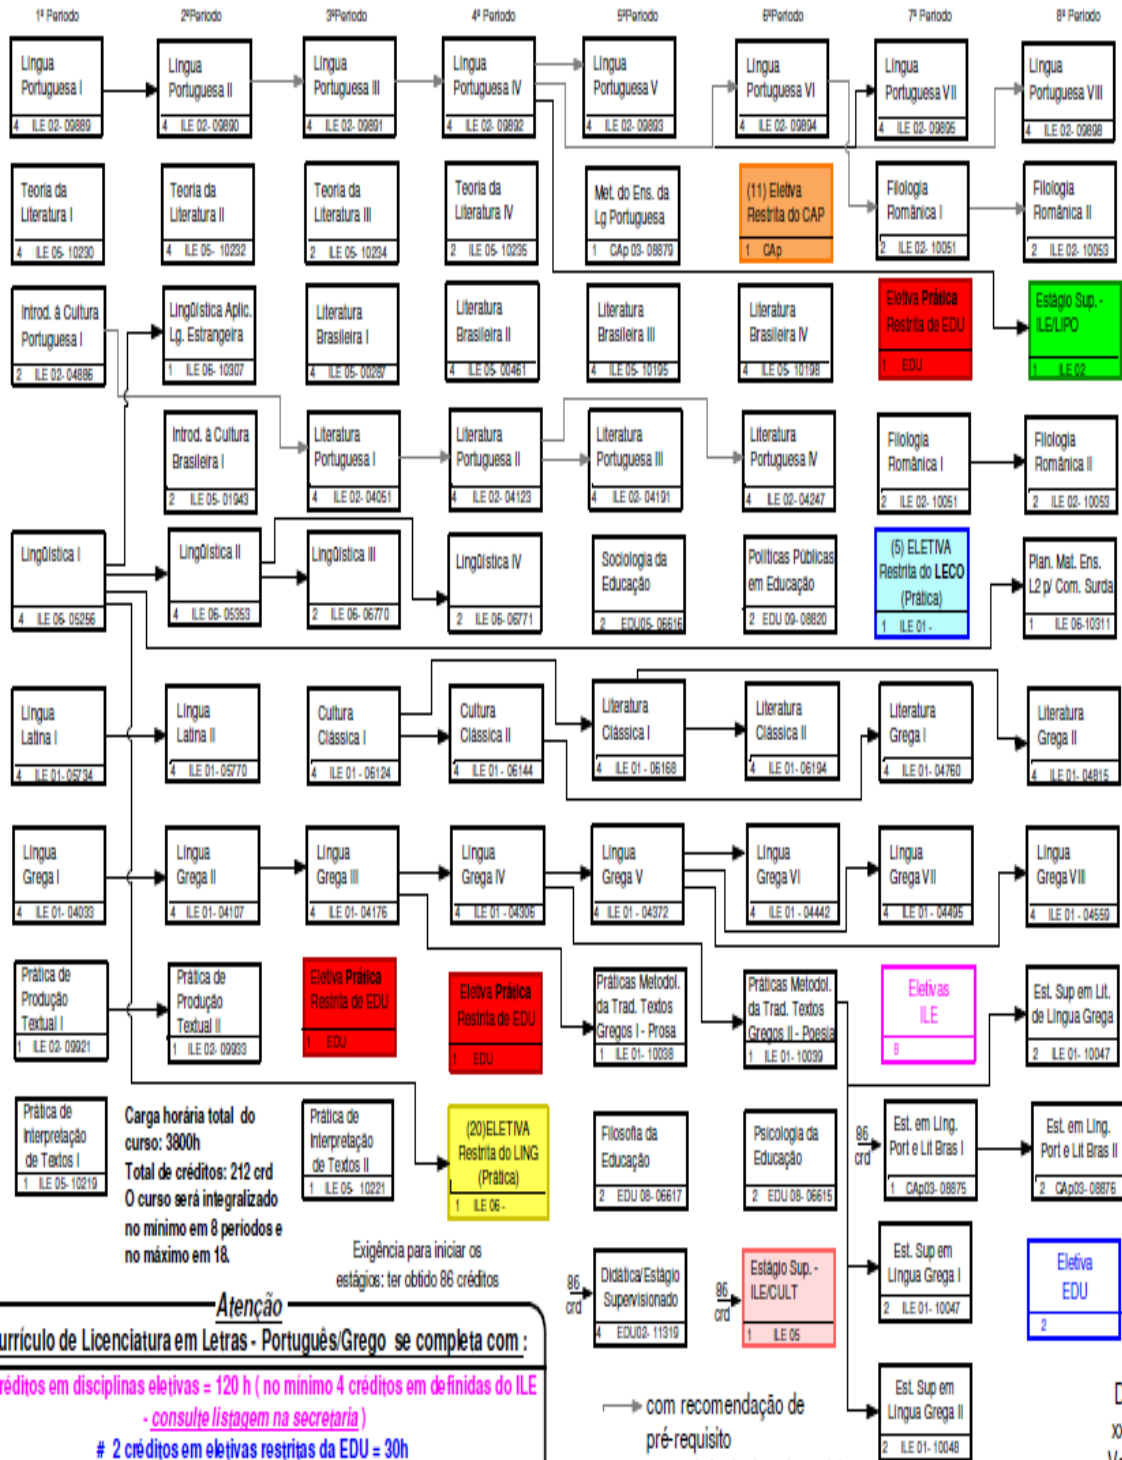 1º Periodo
2ºPeriodo
3ºPeriodo
4º Periodo
5ºPeriodo
6ºPeriodo
7º Periodo
8º Periodo
Língua
Portuguesa I
4 ILE 02- 09889
Língua
Portuguesa II
4 ILE 02- 09890
Língua
Portuguesa III
4 ILE 02- 09891
Língua
Portuguesa IV
4 ILE 02- 09892
Língua
Portuguesa V
4 ILE 02- 09893
Língua
Portuguesa VI
4 ILE 02- 09894
Língua
Portuguesa VII
4 ILE 02- 09895
Língua
Portuguesa VIII
4 ILE 02- 09898
Teoria da
Literatura I
4 ILE 05- 10230
Teoria da
Literatura II
4 ILE 05- 10232
Teoria da
Literatura III
2 ILE 05- 10234
Teoria da
Literatura IV
2 ILE 05- 10235
Met. do Ens. da
Lg Portuguesa
1 CAp 03- 08879
(11) Eletiva
Restrita do CAP
1 CAp
Filologia
Românica I
2 ILE 02- 10051
Filologia
Românica II
2 ILE 02- 10053
Introd. à Cultura
Portuguesa I
2 ILE 02- 04886
Lingüística Aplic.
Lg. Estrangeira
1 ILE 06- 10307
Literatura
Brasileira I
4 ILE 05- 00287
Literatura
Brasileira II
4 ILE 05- 00461
Literatura
Brasileira III
4 ILE 05- 10195
Literatura
Brasileira IV
4 ILE 05- 10198
Eletiva Prática
Restrita de EDU
1 EDU
Estágio Sup. -
ILE/LIPO
1 ILE 02
Introd. à Cultura
Brasileira I
2 ILE 05- 01943
Literatura
Portuguesa I
4 ILE 02- 04051
Literatura
Portuguesa II
4 ILE 02- 04123
Literatura
Portuguesa III
4 ILE 02- 04191
Literatura
Portuguesa IV
4 ILE 02- 04247
Filologia
Românica I
2 ILE 02- 10051
Filologia
Românica II
2 ILE 02- 10053
Lingüística I
4 ILE 06- 05256
Lingüística II
4 ILE 06- 05353
Lingüística III
2 ILE 06- 06770
Lingüística IV
2 ILE 06- 06771
Sociologia da
Educação
2 EDU05- 06616
Políticas Públicas
em Educação
2 EDU 09- 08820
(5) ELETIVA
Restrita do LECO
(Prática)
1 ILE 01 -
Plan. Mat. Ens.
L2 p/ Com. Surda
1 ILE 06-10311
Língua
Latina I
4 ILE 01- 05734
Língua
Latina II
4 ILE 01- 05770
Cultura
Clássica I
4 ILE 01 - 06124
Cultura
Clássica II
4 ILE 01 - 06144
Literatura
Clássica I
4 ILE 01 - 06168
Literatura
Clássica II
4 ILE 01 - 06194
Literatura
Grega I
4 ILE 01- 04760
Literatura
Grega II
4 ILE 01- 04815
Língua
Grega I
4 ILE 01- 04033
Língua
Grega II
4 ILE 01- 04107
Língua
Grega III
4 ILE 01- 04176
Língua
Grega IV
4 ILE 01 - 04306
Língua
Grega V
4 ILE 01 - 04372
Língua
Grega VI
4 ILE 01 - 04442
Língua
Grega VII
4 ILE 01- 04495
Língua
Grega VIII
4 ILE 01- 04559
Prática de
Produção
Textual I
1 ILE 02- 09921
Prática de
Produção
Textual II
1 ILE 02- 09933
Eletiva Prática
Restrita de EDU
1 EDU
Eletiva Prática
Restrita de EDU
1 EDU
Práticas Metodol.
da Trad. Textos
Gregos I - Prosa
1 ILE 01- 10038
Práticas Metodol.
da Trad. Textos
Gregos II - Poesia
1 ILE 01- 10039
Eletivas
ILE
8
Est. Sup em Lit.
de Língua Grega
2 ILE 01- 10047
Prática de
Interpretação
de Textos I
1 ILE 05- 10219
Carga horária total do
curso: 3800h
Total de créditos: 212 crd
O curso será integralizado
no mínimo em 8 períodos e
no máximo em 18.
Prática de
Interpretação
de Textos II
1 ILE 05- 10221
(20)ELETIVA
Restrita do LING
(Prática)
1 ILE 06 -
Filosofia da
Educação
2 EDU 08- 06617
Psicologia da
Educação
2 EDU 08- 06615
86
crd
Est. em Ling.
Port e Lit Bras I
1 CAp03- 08875
Est. em Ling.
Port e Lit Bras II
2 CAp03- 08876
Exigência para iniciar os
estágios: ter obtido 86 créditos
86
crd
Didática/Estágio
Supervisionado
4 EDU02- 11319
86
crd
Estágio Sup. -
ILE/CULT
1 ILE 05
Est. Sup em
Língua Grega I
2 ILE 01- 10047
Eletiva
EDU
2
Est. Sup em
Língua Grega II
2 ILE 01- 10048
Atenção
urrículo de Licenciatura em Letras - Português/Grego se completa com :
réditos em disciplinas eletivas = 120 h ( no mínimo 4 créditos em definidas do ILE
- consulte listagem na secretaria )
# 2 créditos em eletivas restritas da EDU = 30h
com recomendação de
pré-requisito